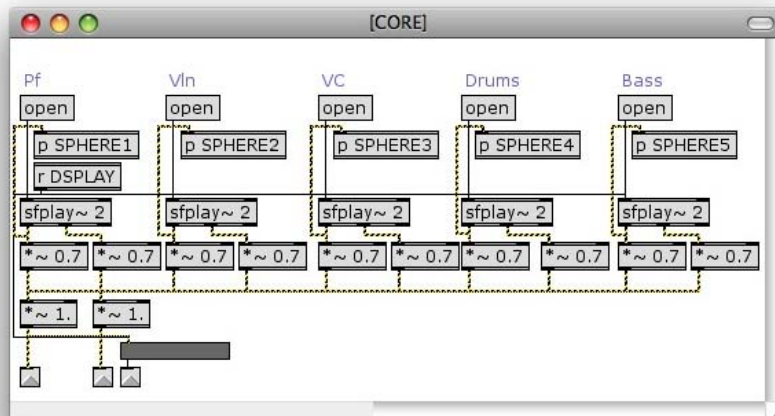 [CORE]
Pf Vln VC Drums Bass
open open open open open
p SPHERE1 p SPHERE2 p SPHERE3 p SPHERE4 p SPHERE5
r DSPLAY
sfplay~ 2 sfplay~ 2 sfplay~ 2 sfplay~ 2 sfplay~ 2
*~ 0.7 *~ 0.7 *~ 0.7 *~ 0.7 *~ 0.7 *~ 0.7 *~ 0.7 *~ 0.7 *~ 0.7 *~ 0.7
*~ 1. *~ 1.